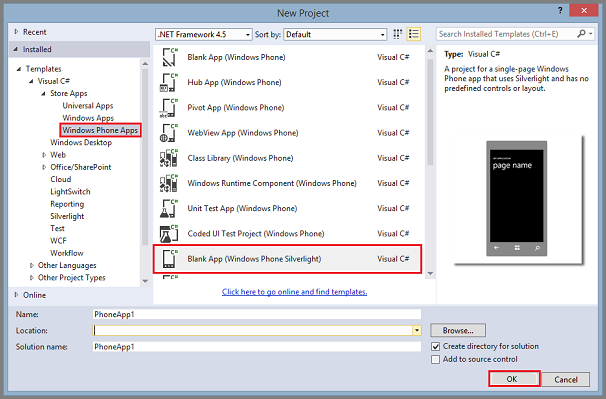 New Project
Recent
Installed
.NET Framework 4.5
Sort by: Default
Search Installed Templates (Ctrl+E)
Templates
Visual C#
Store Apps
Universal Apps
Windows Apps
Windows Phone Apps
Windows Desktop
Web
Office/SharePoint
Cloud
LightSwitch
Reporting
Silverlight
Test
WCF
Workflow
Other Languages
Other Project Types
Online
Blank App (Windows Phone) Visual C#
Hub App (Windows Phone) Visual C#
Pivot App (Windows Phone) Visual C#
WebView App (Windows Phone) Visual C#
Class Library (Windows Phone) Visual C#
Windows Runtime Component (Windows Phone) Visual C#
Unit Test App (Windows Phone) Visual C#
Coded UI Test Project (Windows Phone) Visual C#
Blank App (Windows Phone Silverlight) Visual C#
Click here to go online and find templates.
Type: Visual C#
A project for a single-page Windows
Phone app that uses Silverlight and has no
predefined controls or layout.
MY APPLICATION
page name
Name: PhoneApp1
Location:
Solution name: PhoneApp1
Browse...
Create directory for solution
Add to source control
OK
Cancel